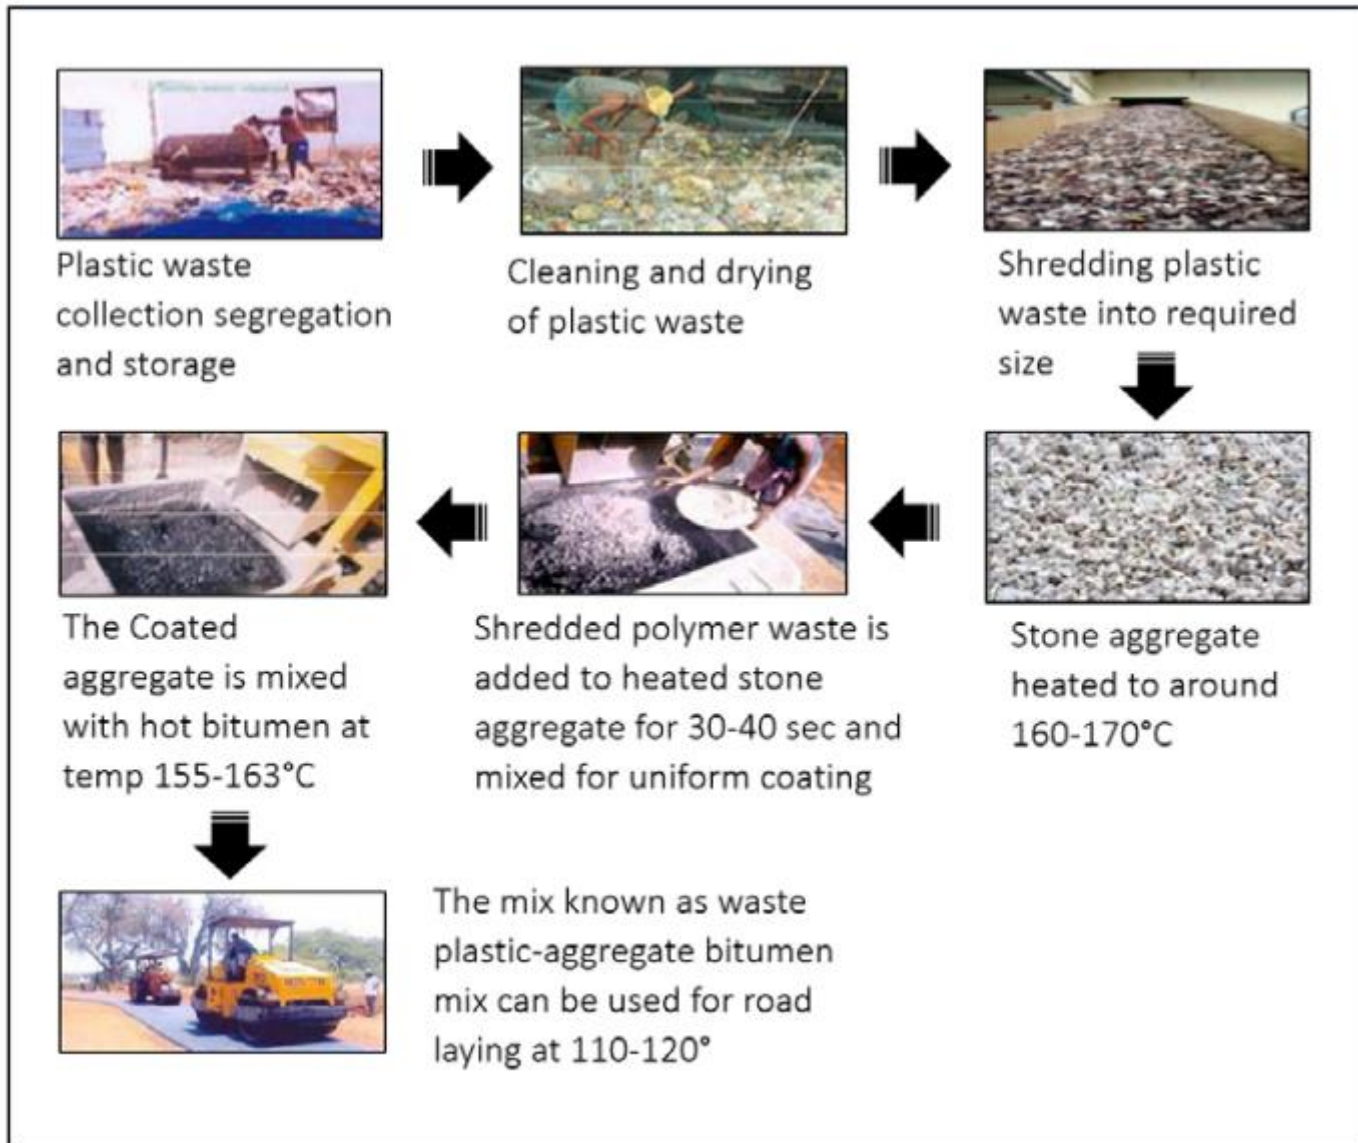 Plastic waste
collection segregation
and storage
Cleaning and drying
of plastic waste
Shredding plastic
waste into required
size
Stone aggregate
heated to around
160-170°C
Shredded polymer waste is
added to heated stone
aggregate for 30-40 sec and
mixed for uniform coating
The Coated
aggregate is mixed
with hot bitumen at
temp 155-163°C
The mix known as waste
plastic-aggregate bitumen
mix can be used for road
laying at 110-120°